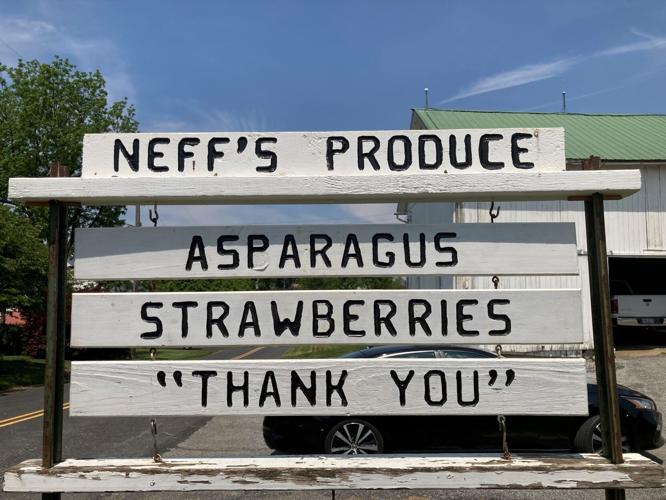 NEFF'S PRODUCE
ASPARAGUS
STRAWBERRIES
"THANK YOU"